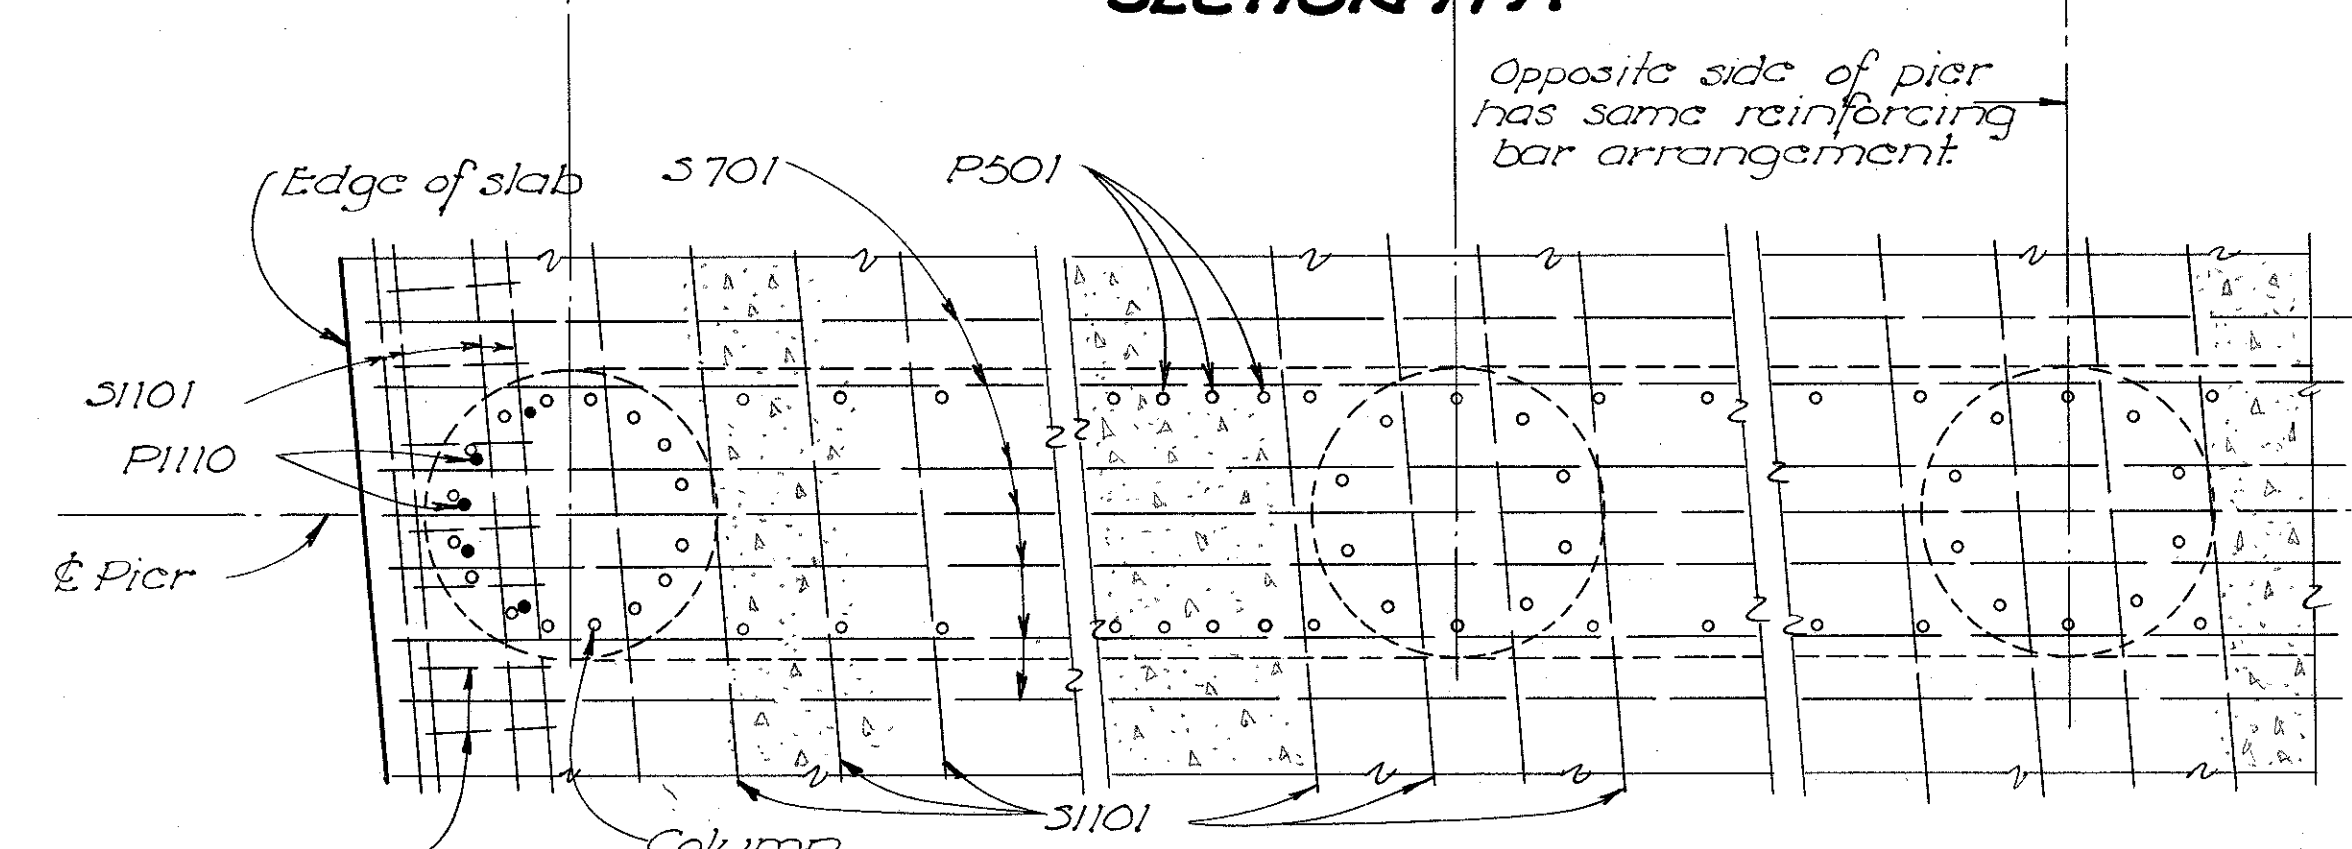 SECTION A-A
Opposite side of pier
has same reinforcing
bar arrangement.
Edge of slab
S701
P501
S1101
P1110
℄ Pier
S1101
Column